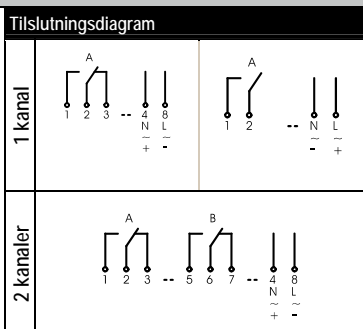 Tilslutningsdiagram
1 kanal
A
1 2 3 -- 4 8
N L
~ ~
+ -
A
1 2 -- N L
~ ~
- +
2 kanaler
A B
1 2 3 -- 5 6 7 -- 4 8
N L
~ ~
+ -